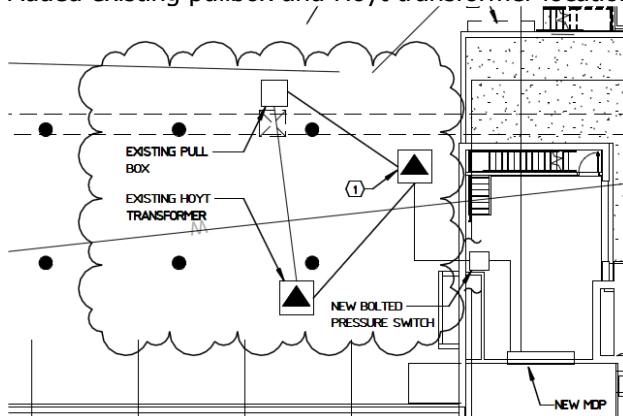 Added existing pullbox and Hoyt transformer location
EXISTING PULL
BOX
1
EXISTING HOYT
TRANSFORMER
NEW BOLTED
PRESSURE SWITCH
NEW MDP